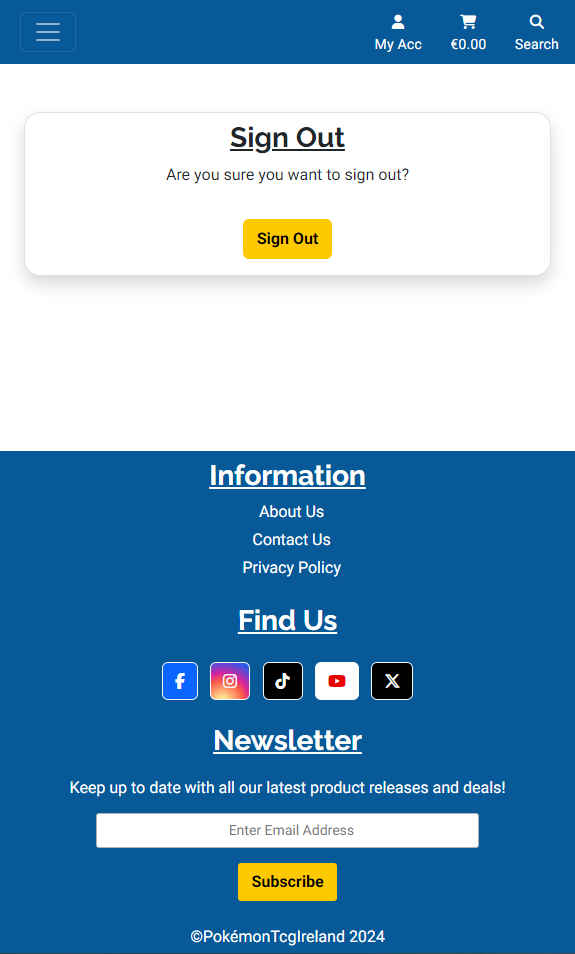 My Acc
€0.00
Search
Sign Out
Are you sure you want to sign out?
Sign Out
Information
About Us
Contact Us
Privacy Policy
Find Us
Newsletter
Keep up to date with all our latest product releases and deals!
Enter Email Address
Subscribe
©PokémonTcgIreland 2024